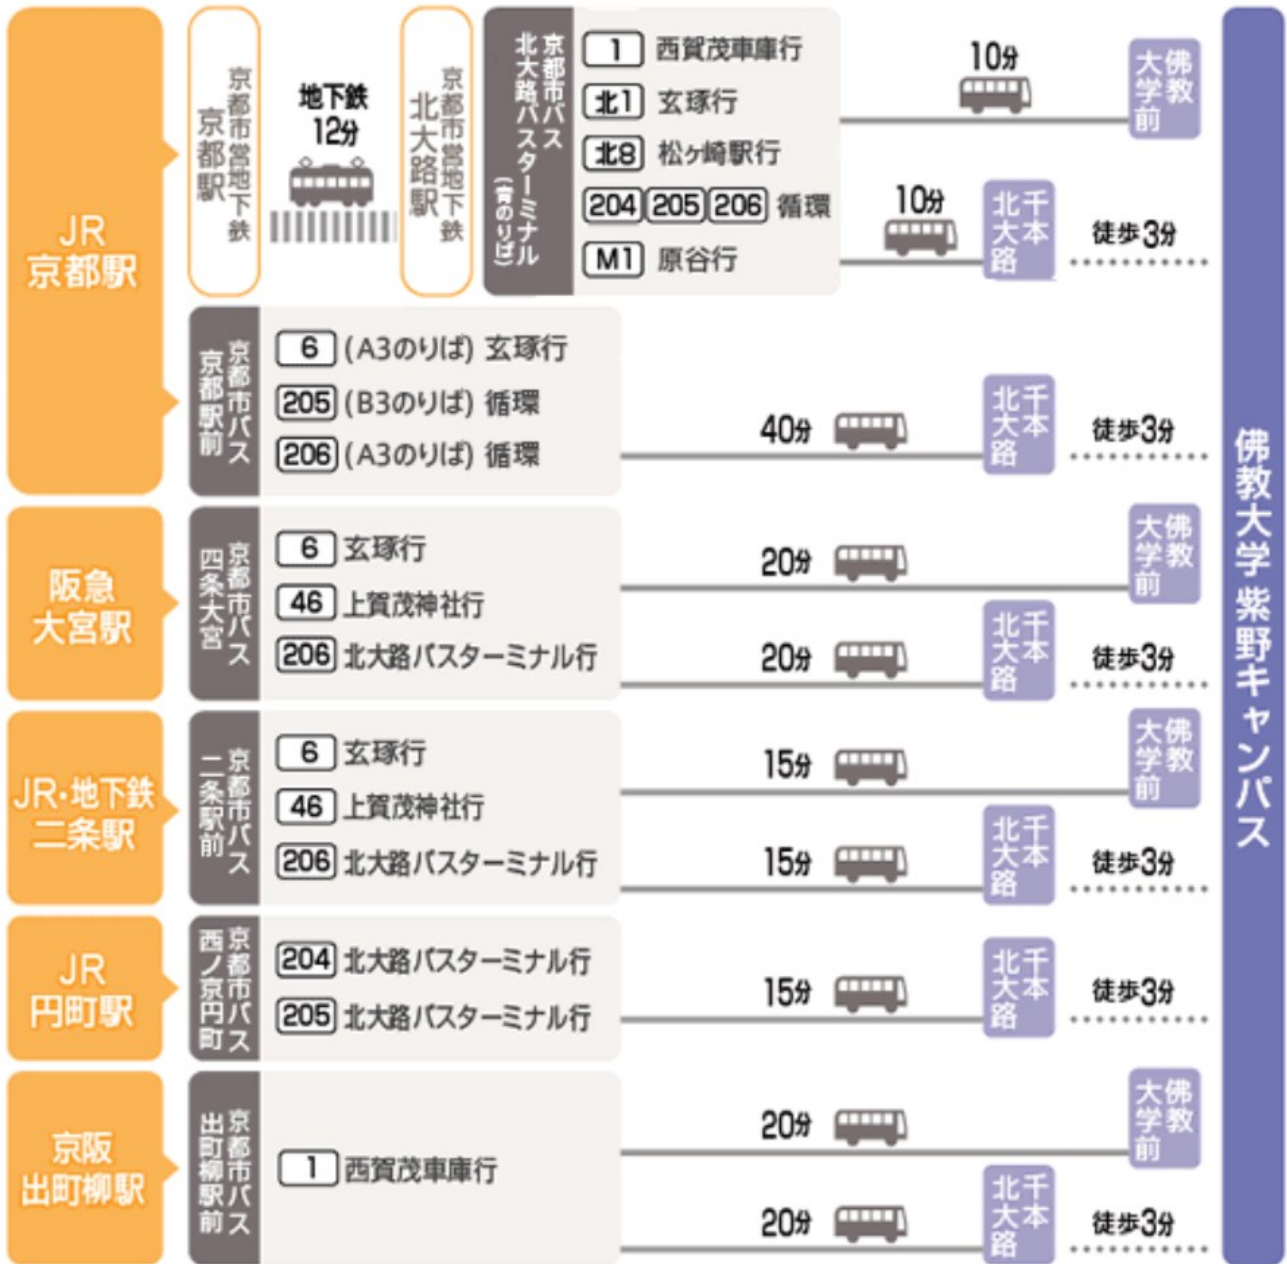 JR
京都駅
京都市営地下鉄
京都駅
地下鉄
12分
京都市営地下鉄
北大路駅
京都市バス
北大路バスターミナル
(青のりば)
1 西賀茂車庫行
北1 玄琢行
北8 松ヶ崎駅行
204 205 206 循環
M1 原谷行
10分
佛教
大学前
10分
千本
北大路
徒歩3分
京都市バス
京都駅前
6 (A3のりば) 玄琢行
205 (B3のりば) 循環
206 (A3のりば) 循環
40分
千本
北大路
徒歩3分
阪急
大宮駅
京都市バス
四条大宮
6 玄琢行
46 上賀茂神社行
206 北大路バスターミナル行
20分
佛教
大学前
20分
千本
北大路
徒歩3分
JR・地下鉄
二条駅
京都市バス
二条駅前
6 玄琢行
46 上賀茂神社行
206 北大路バスターミナル行
15分
佛教
大学前
15分
千本
北大路
徒歩3分
JR
円町駅
京都市バス
西ノ京円町
204 北大路バスターミナル行
205 北大路バスターミナル行
15分
千本
北大路
徒歩3分
京阪
出町柳駅
京都市バス
出町柳駅前
1 西賀茂車庫行
20分
佛教
大学前
20分
千本
北大路
徒歩3分
佛教大学 紫野キャンパス